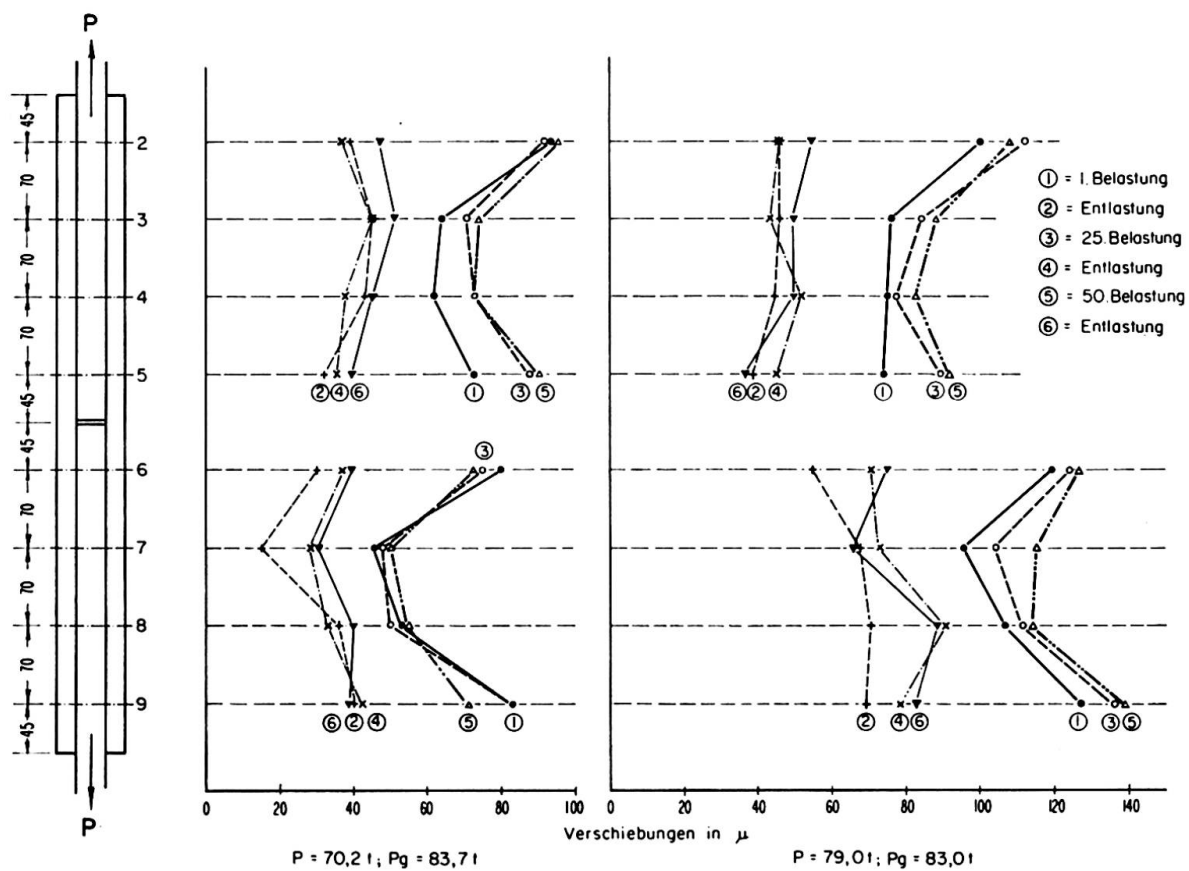 P
45
70
70
70
45
45
70
70
70
45
P
2
3
4
5
6
7
8
9
② ④ ⑥ ① ③ ⑤
③
⑥ ② ④ ⑤ ①
0 20 40 60 80 100
⑥ ② ④ ① ③ ⑤
② ④ ⑥ ① ③ ⑤
0 20 40 60 80 100 120 140
① = 1. Belastung
② = Entlastung
③ = 25. Belastung
④ = Entlastung
⑤ = 50. Belastung
⑥ = Entlastung
Verschiebungen in μ
P = 70,2 t ; Pg = 83,7 t
P = 79,0 t ; Pg = 83,0 t